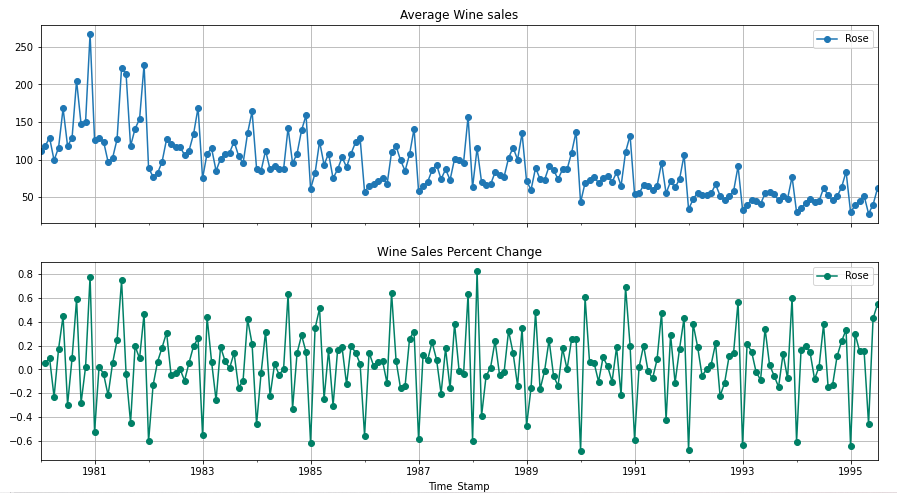 Average Wine sales
Rose
250
200
150
100
50
Wine Sales Percent Change
Rose
0.8
0.6
0.4
0.2
0.0
−0.2
−0.4
−0.6
1981 1983 1985 1987 1989 1991 1993 1995
Time_Stamp